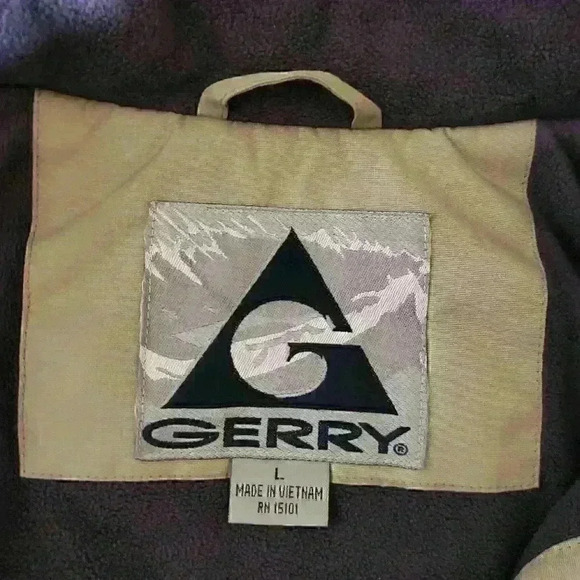 G
GERRY®
L
MADE IN VIETNAM
RN 15101